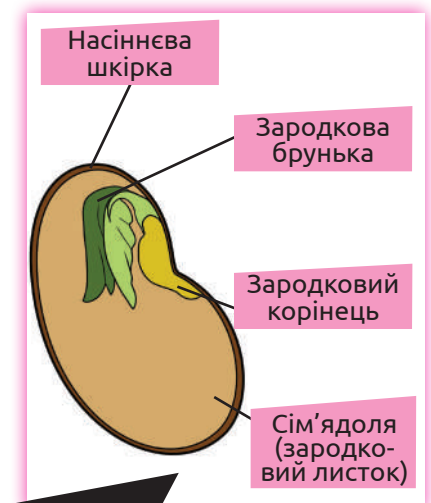 Насіннєва
шкірка
Зародкова
брунька
Зародковий
корінець
Сім’ядоля
(зародко-
вий листок)